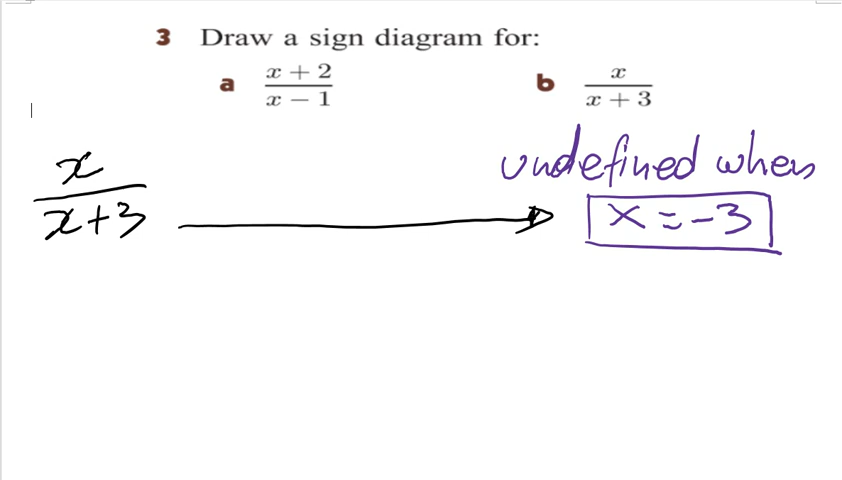 3 Draw a sign diagram for:
a (x + 2)/(x − 1) b x/(x + 3)
x/(x+3) undefined when
x = -3